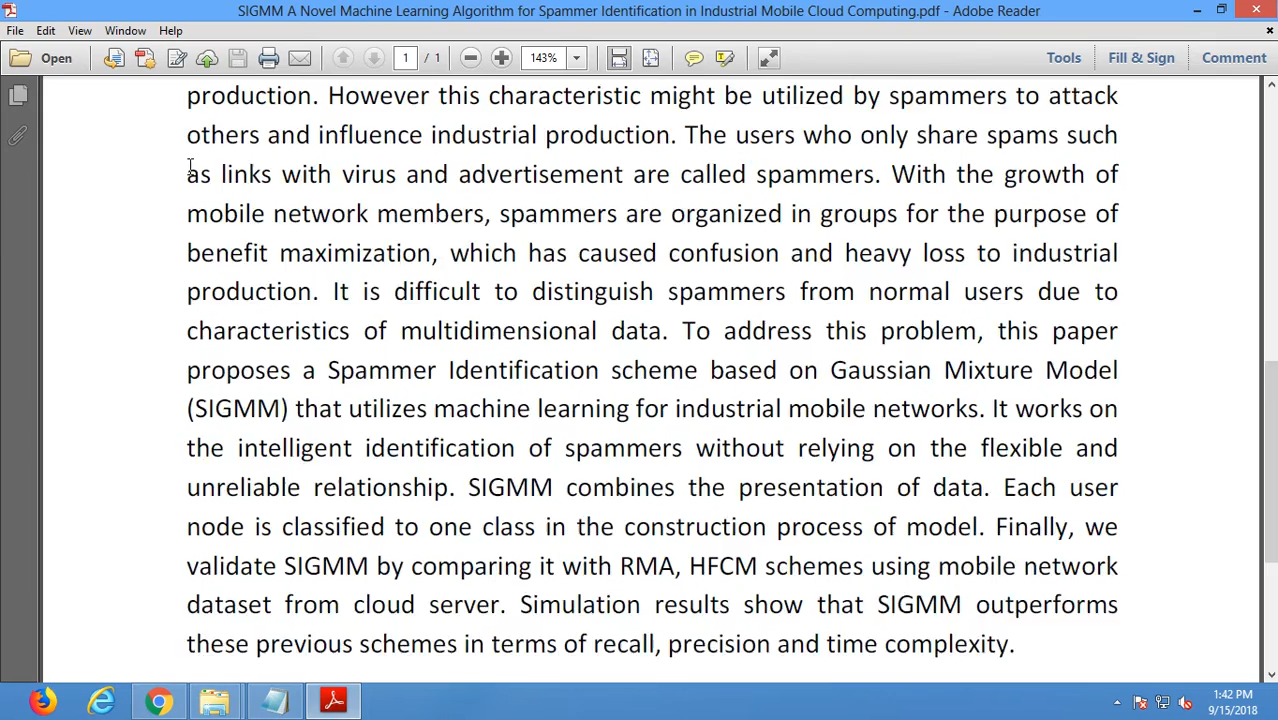 SIGMM A Novel Machine Learning Algorithm for Spammer Identification in Industrial Mobile Cloud Computing.pdf - Adobe Reader
File Edit View Window Help
Open 1 / 1 143% Tools Fill & Sign Comment
production. However this characteristic might be utilized by spammers to attack
others and influence industrial production. The users who only share spams such
as links with virus and advertisement are called spammers. With the growth of
mobile network members, spammers are organized in groups for the purpose of
benefit maximization, which has caused confusion and heavy loss to industrial
production. It is difficult to distinguish spammers from normal users due to
characteristics of multidimensional data. To address this problem, this paper
proposes a Spammer Identification scheme based on Gaussian Mixture Model
(SIGMM) that utilizes machine learning for industrial mobile networks. It works on
the intelligent identification of spammers without relying on the flexible and
unreliable relationship. SIGMM combines the presentation of data. Each user
node is classified to one class in the construction process of model. Finally, we
validate SIGMM by comparing it with RMA, HFCM schemes using mobile network
dataset from cloud server. Simulation results show that SIGMM outperforms
these previous schemes in terms of recall, precision and time complexity.
1:42 PM
9/15/2018